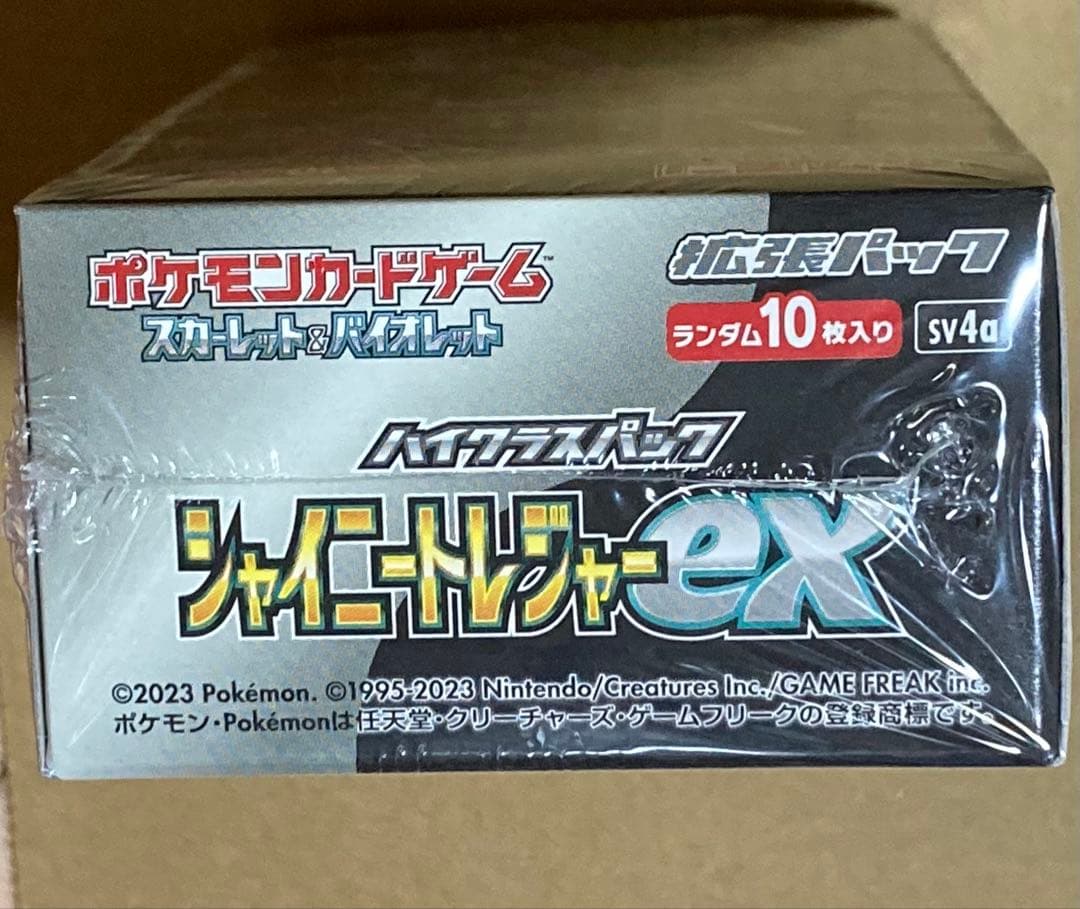 ポケモンカードゲーム™
スカーレット&バイオレット
拡張パック
ランダム10枚入り
sv4a
ハイクラスパック
シャイニートレジャーex
©2023 Pokémon. ©1995-2023 Nintendo/Creatures Inc./GAME FREAK inc.
ポケモン・Pokémonは任天堂・クリーチャーズ・ゲームフリークの登録商標です。